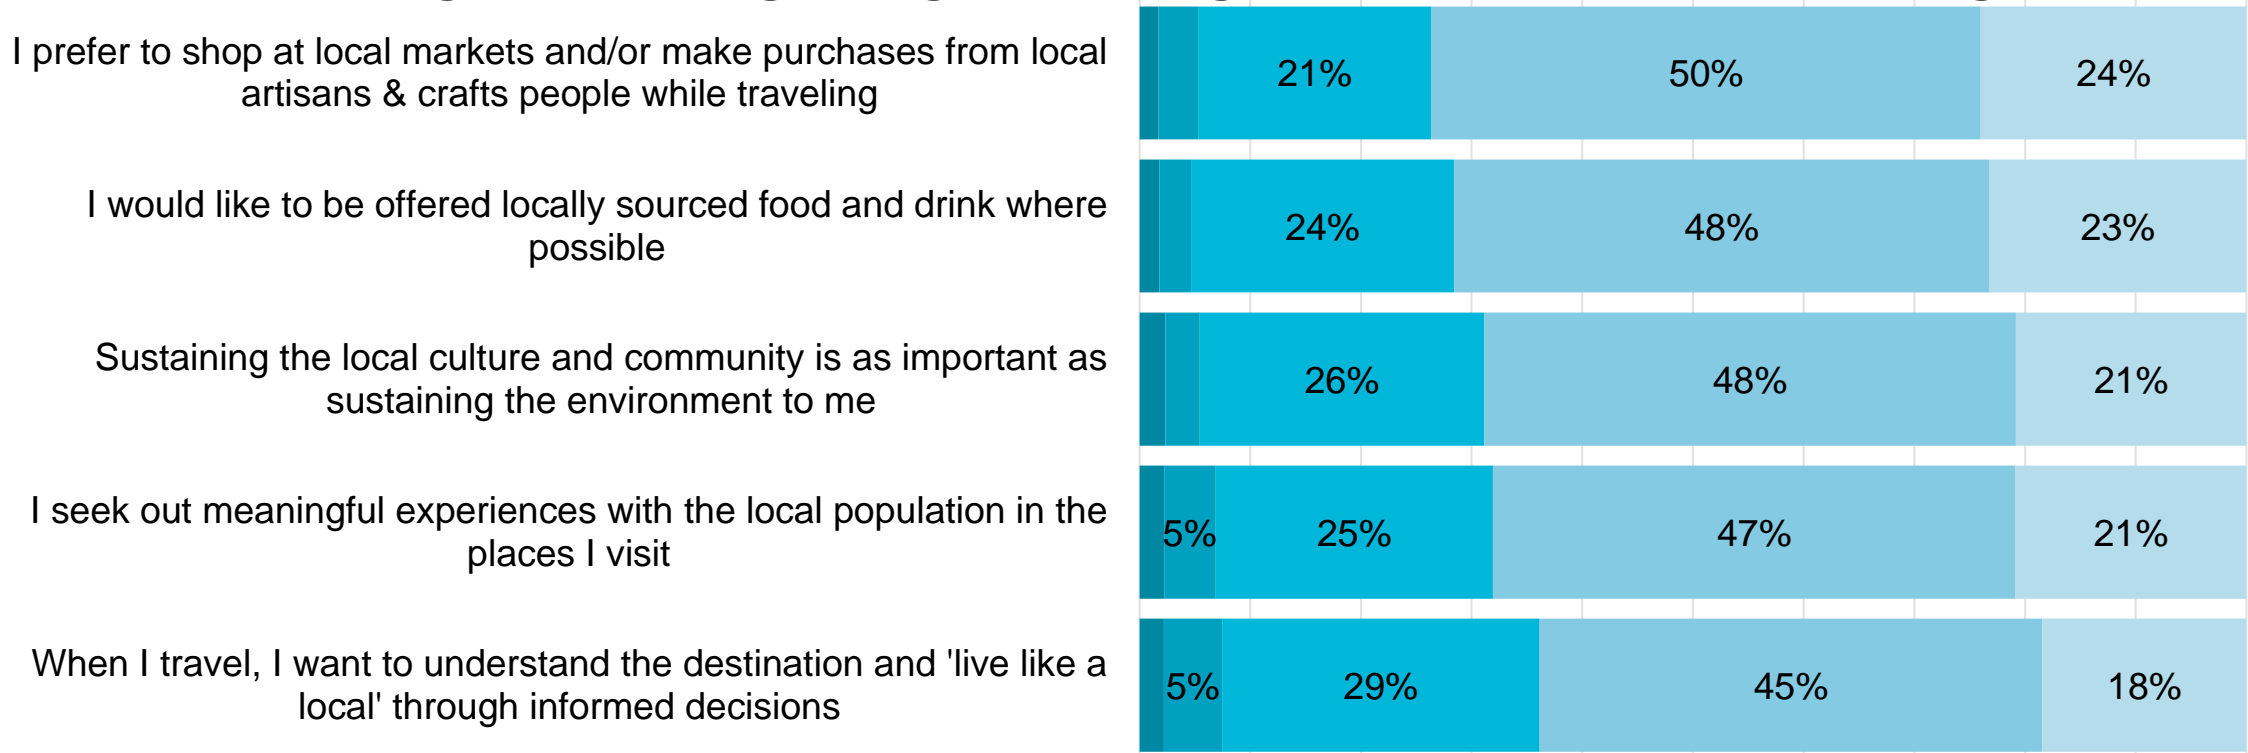 I prefer to shop at local markets and/or make purchases from local
artisans & crafts people while traveling
21% 50% 24%
I would like to be offered locally sourced food and drink where
possible
24% 48% 23%
Sustaining the local culture and community is as important as
sustaining the environment to me
26% 48% 21%
I seek out meaningful experiences with the local population in the
places I visit
5% 25% 47% 21%
When I travel, I want to understand the destination and 'live like a
local' through informed decisions
5% 29% 45% 18%